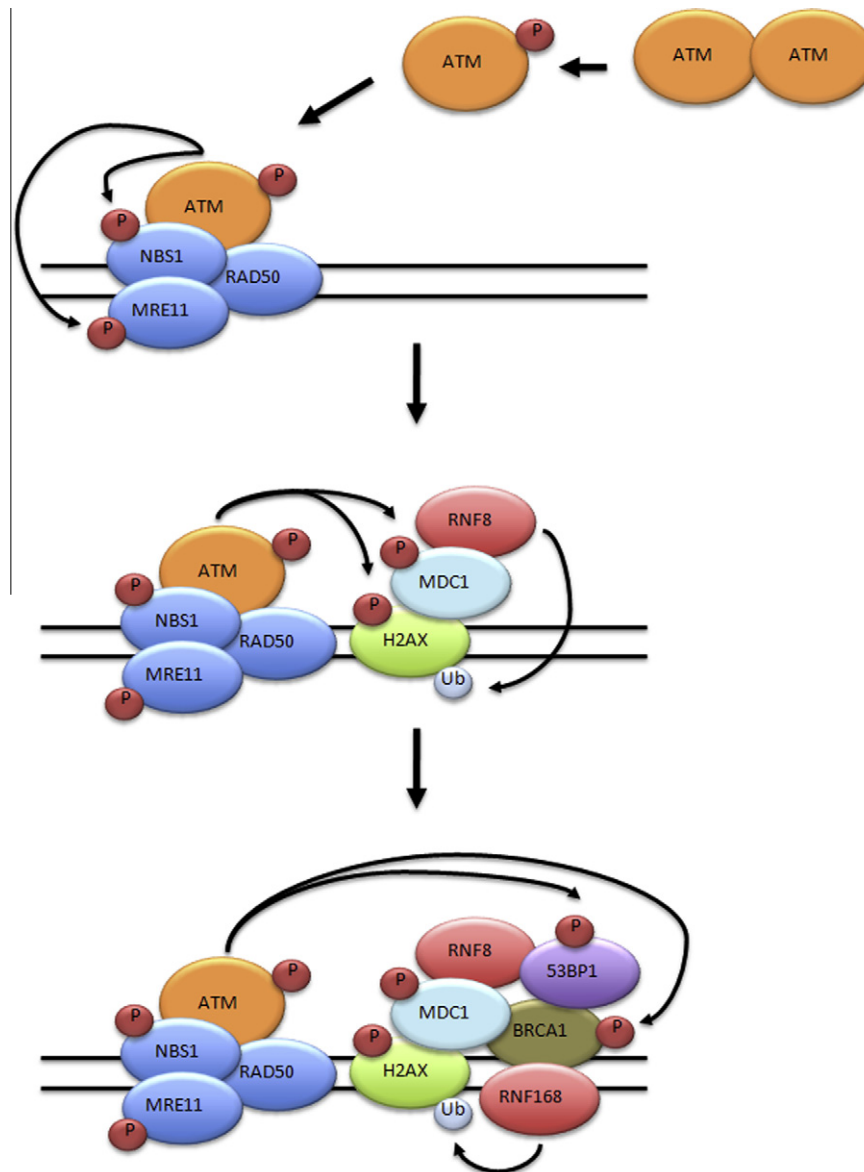 P
ATM
ATM
ATM
ATM
P
P
NBS1
RAD50
MRE11
P
RNF8
P
P
ATM
MDC1
P
P
NBS1
H2AX
RAD50
MRE11
Ub
P
P
RNF8
53BP1
P
P
ATM
MDC1
P
BRCA1
P
P
NBS1
RAD50
H2AX
MRE11
Ub
RNF168
P